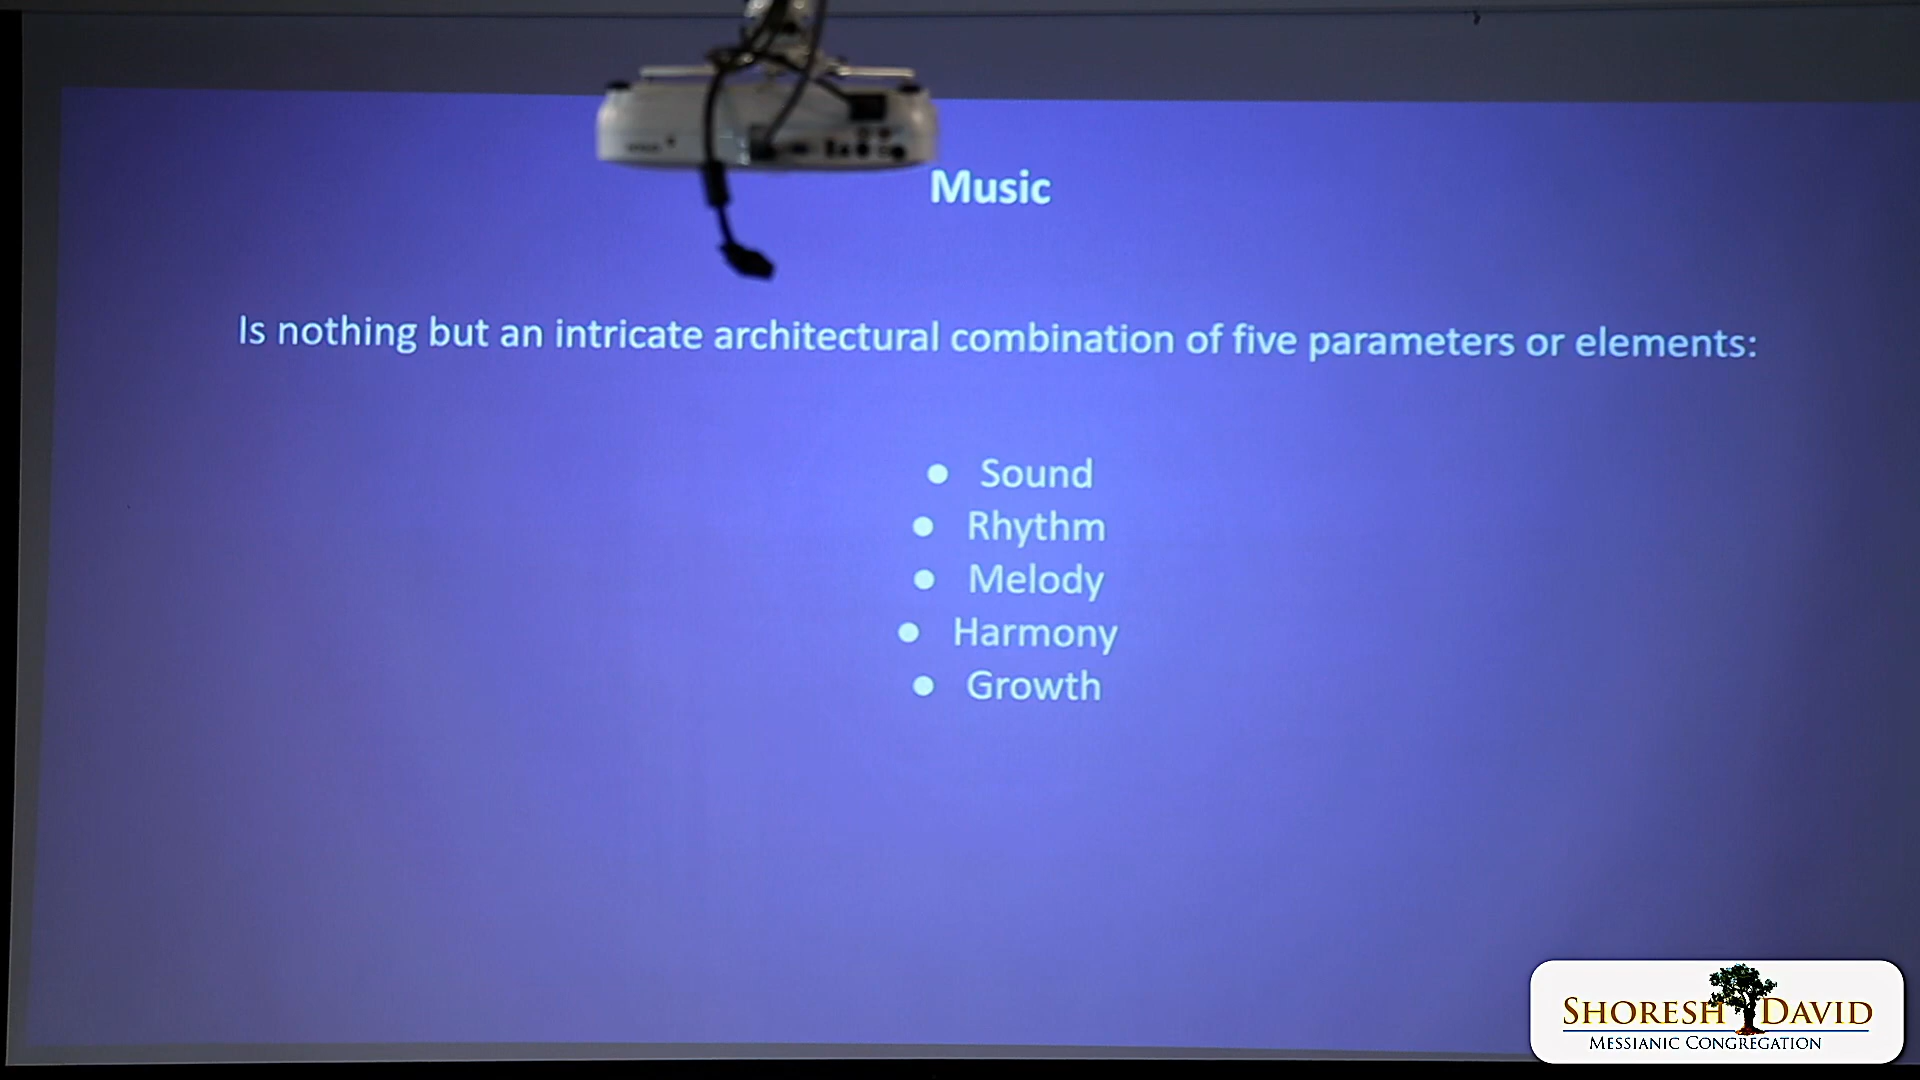 Music
Is nothing but an intricate architectural combination of five parameters or elements:
● Sound
● Rhythm
● Melody
● Harmony
● Growth
SHORESH DAVID
MESSIANIC CONGREGATION